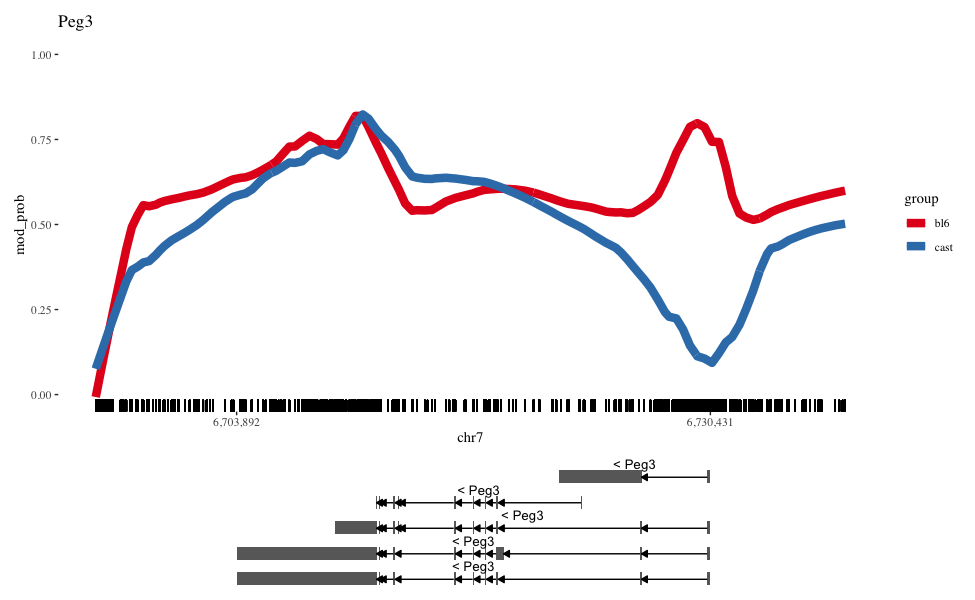 Peg3
1.00
0.75
0.50
0.25
0.00
mod_prob
6,703,892
6,730,431
chr7
group
bl6
cast
< Peg3
< Peg3
< Peg3
< Peg3
< Peg3